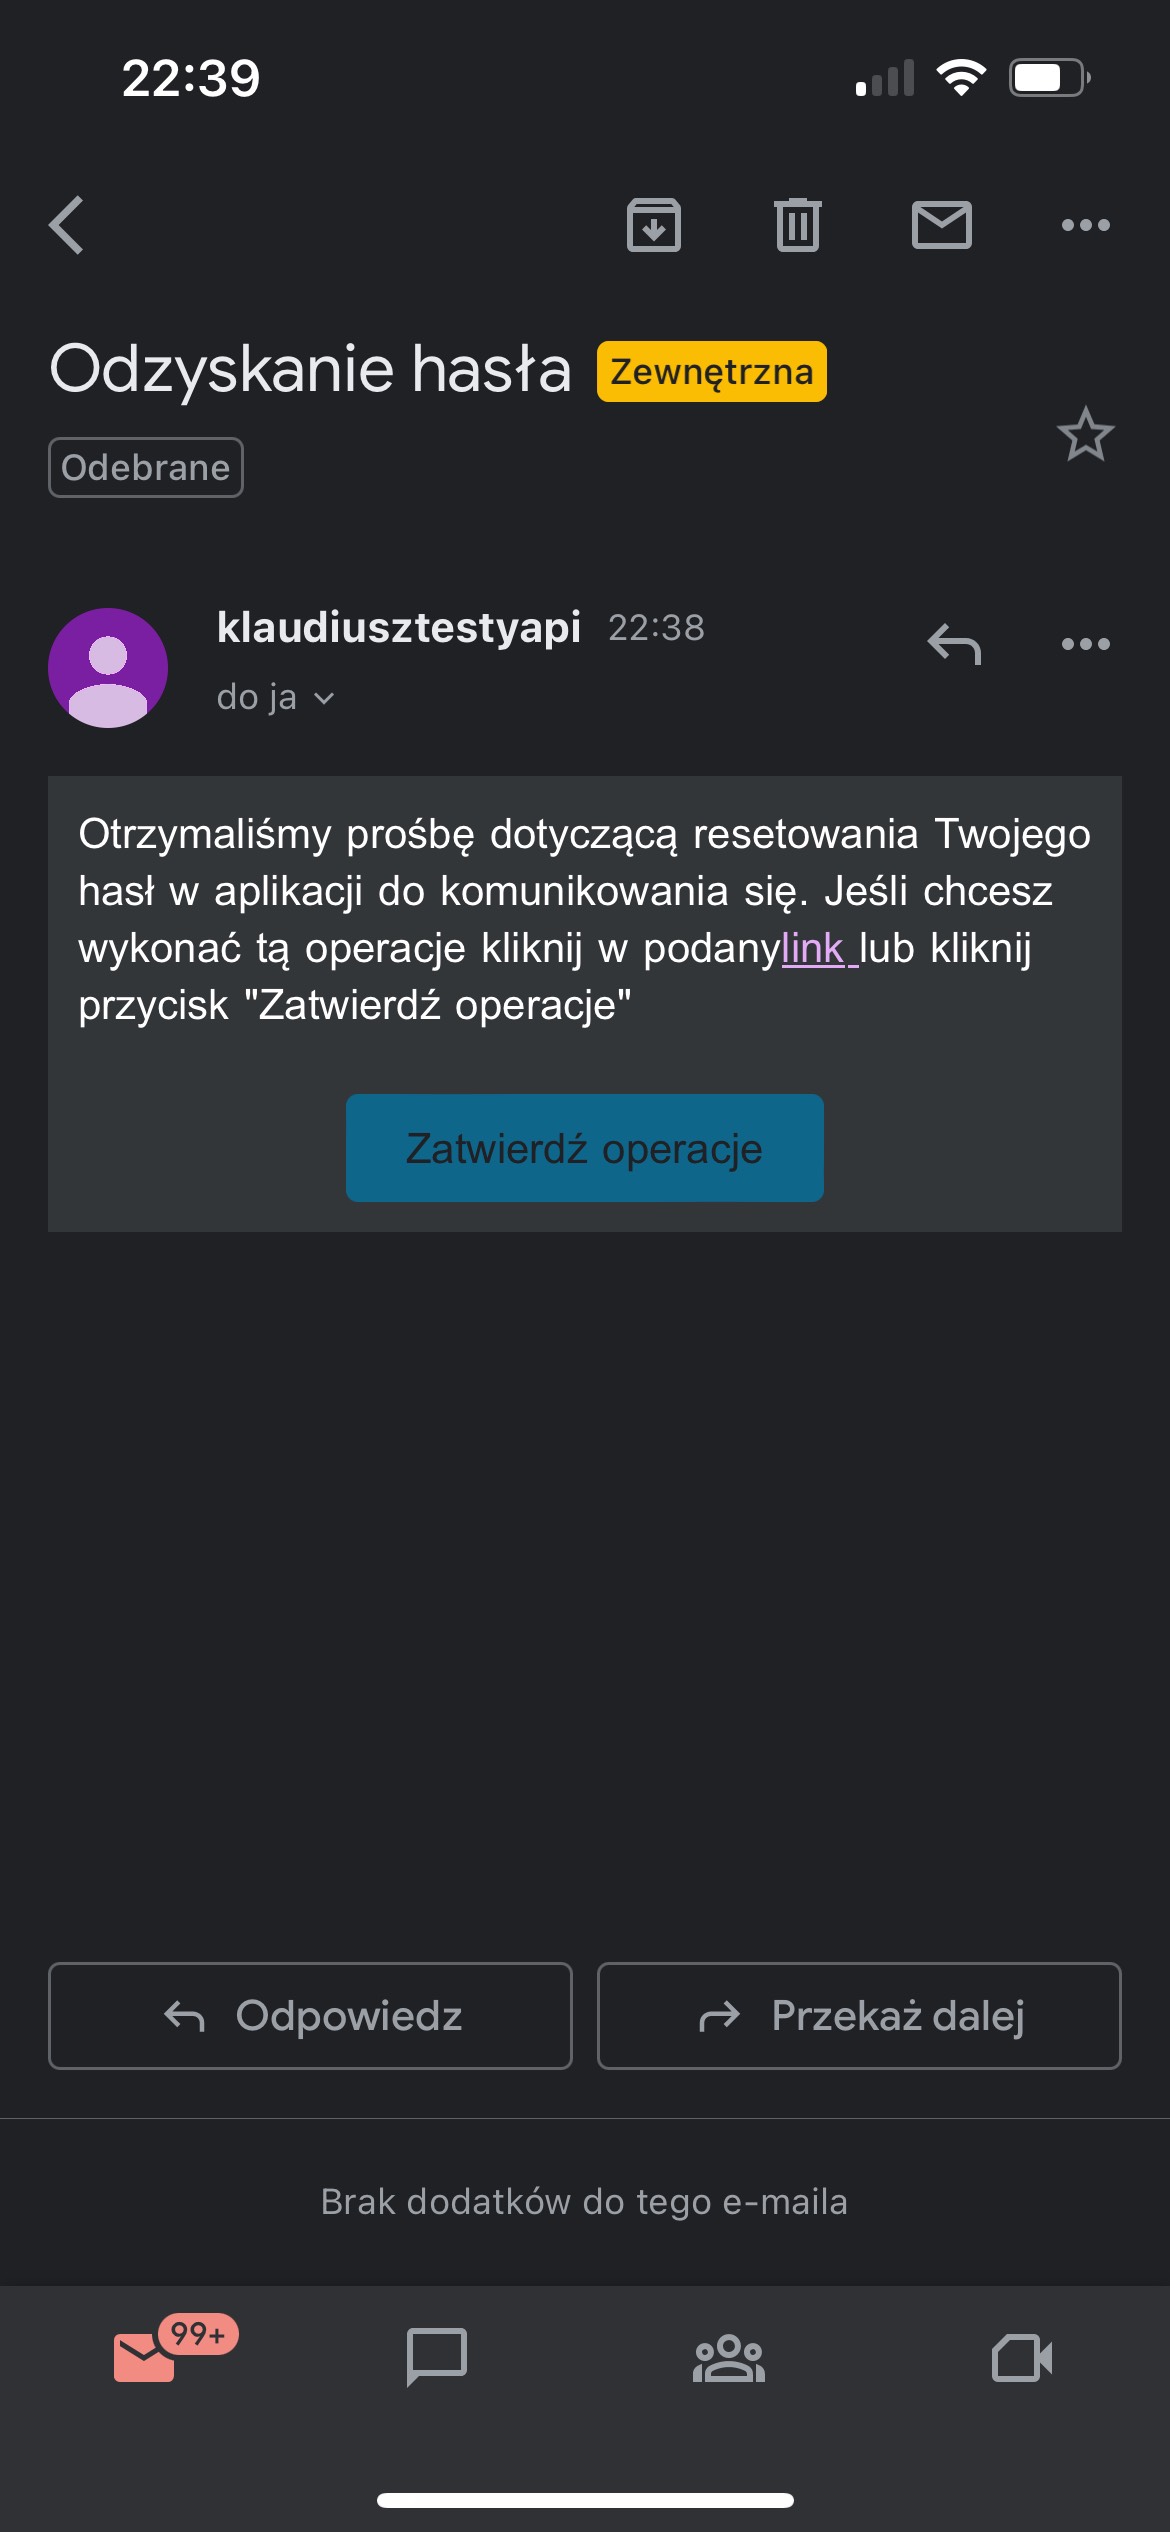 22:39
Odzyskanie hasła Zewnętrzna
Odebrane
klaudiusztestyapi 22:38
do ja
Otrzymaliśmy prośbę dotyczącą resetowania Twojego
hasł w aplikacji do komunikowania się. Jeśli chcesz
wykonać tą operacje kliknij w podanylink lub kliknij
przycisk "Zatwierdź operacje"
Zatwierdź operacje
Odpowiedz Przekaż dalej
Brak dodatków do tego e-maila
99+